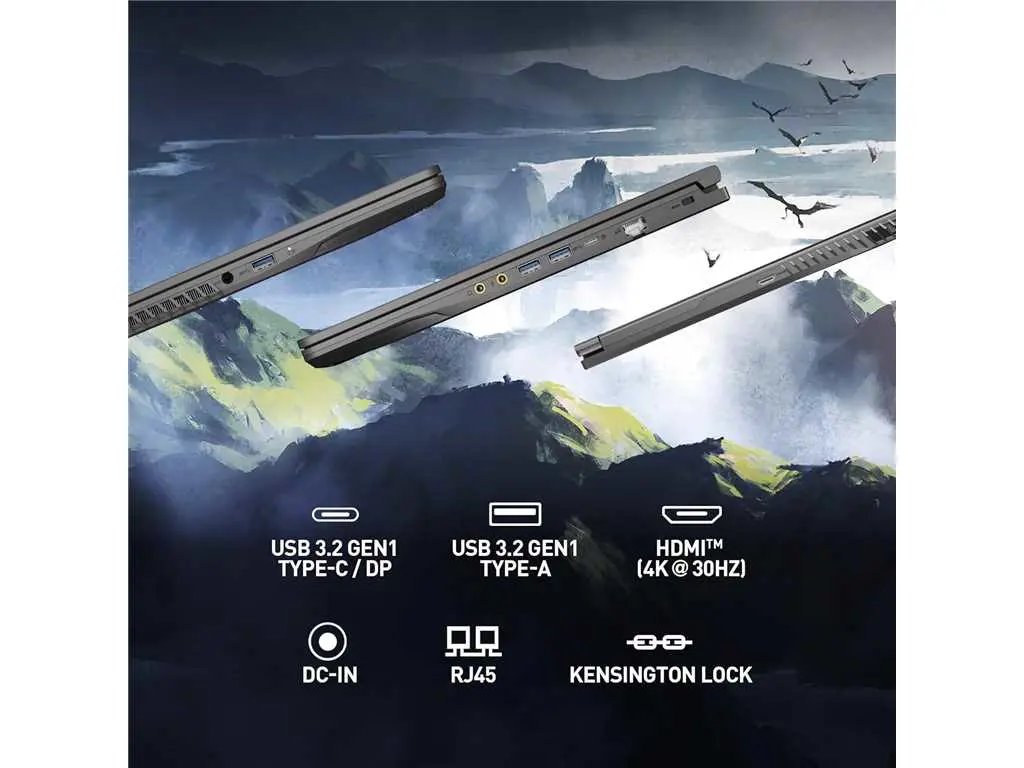 USB 3.2 GEN1
TYPE-C / DP
USB 3.2 GEN1
TYPE-A
HDMI™
(4K @ 30HZ)
DC-IN
RJ45
KENSINGTON LOCK